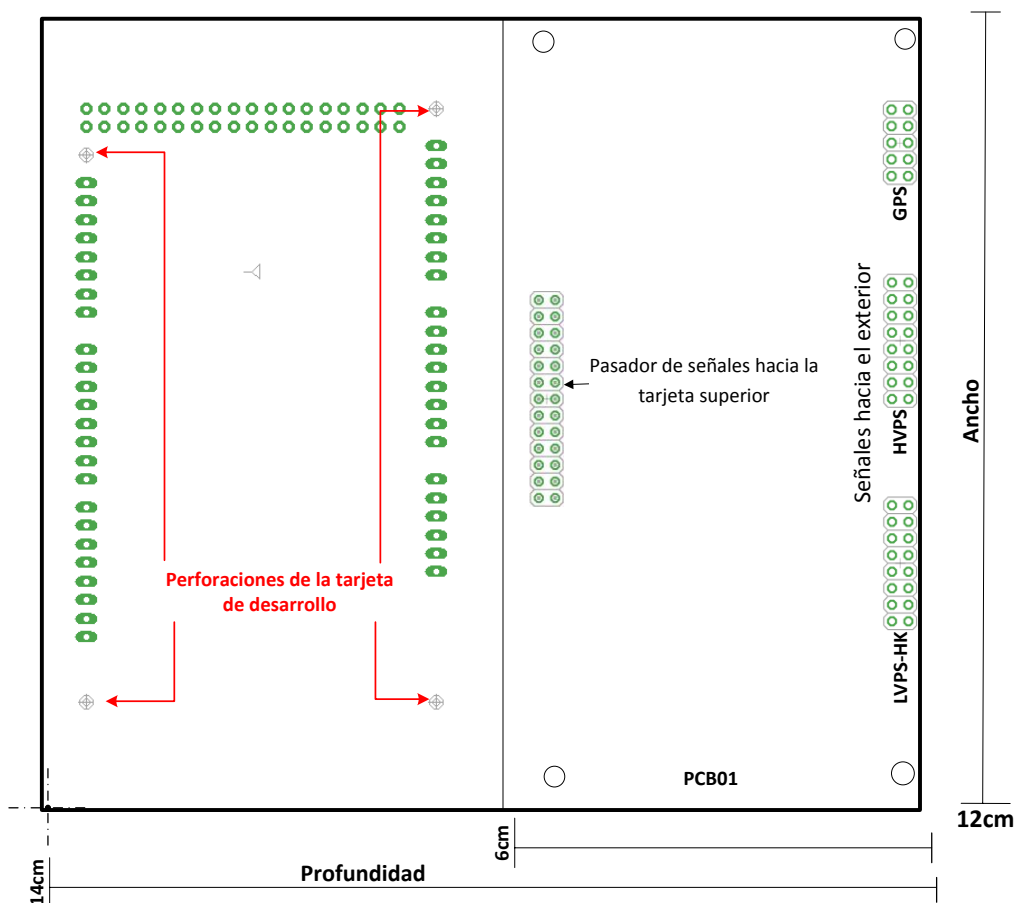 GPS
Señales hacia el exterior
Pasador de señales hacia la
tarjeta superior
HVPS
Ancho
Perforaciones de la tarjeta
de desarrollo
LVPS-HK
PCB01
12cm
6cm
Profundidad
14cm